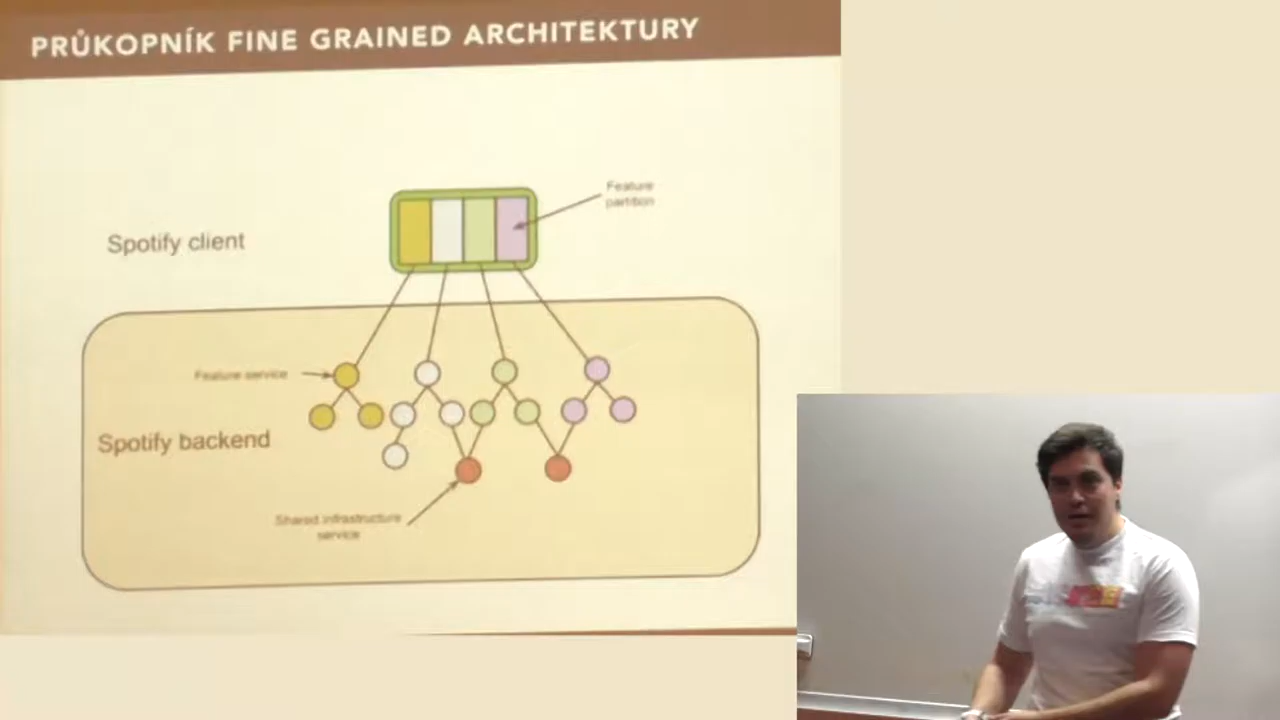 PRŮKOPNÍK FINE GRAINED ARCHITEKTURY
Feature
partition
Spotify client
Feature service
Spotify backend
Shared infrastructure
service